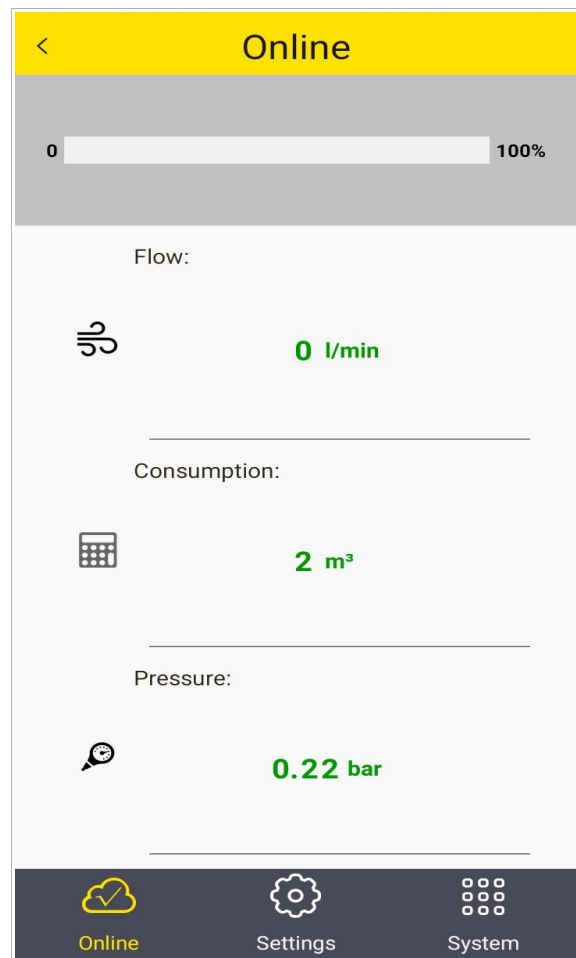 Online
0 100%
Flow:
0 l/min
Consumption:
2 m³
Pressure:
0.22 bar
Online Settings System